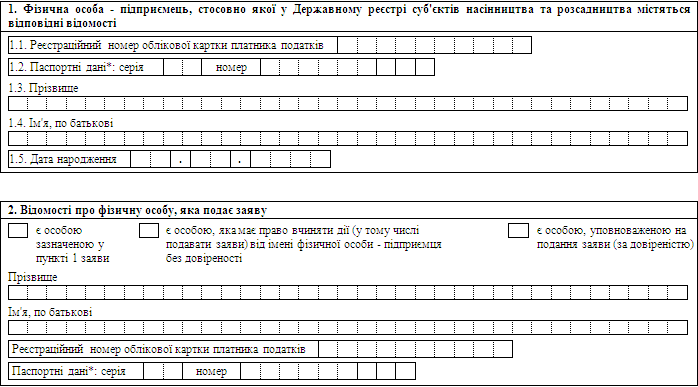 1. Фізична особа - підприємець, стосовно якої у Державному реєстрі суб'єктів насінництва та розсадництва містяться
відповідні відомості
1.1. Реєстраційний номер облікової картки платника податків
1.2. Паспортні дані*: серія номер
1.3. Прізвище
1.4. Ім'я, по батькові
1.5. Дата народження . .
2. Відомості про фізичну особу, яка подає заяву
є особою
зазначеною у
пункті 1 заяви
є особою, яка має право вчиняти дії (у тому числі
подавати заяви) від імені фізичної особи - підприємця
без довіреності
є особою, уповноваженою на
подання заяви (за довіреністю)
Прізвище
Ім'я, по батькові
Реєстраційний номер облікової картки платника податків
Паспортні дані*: серія номер